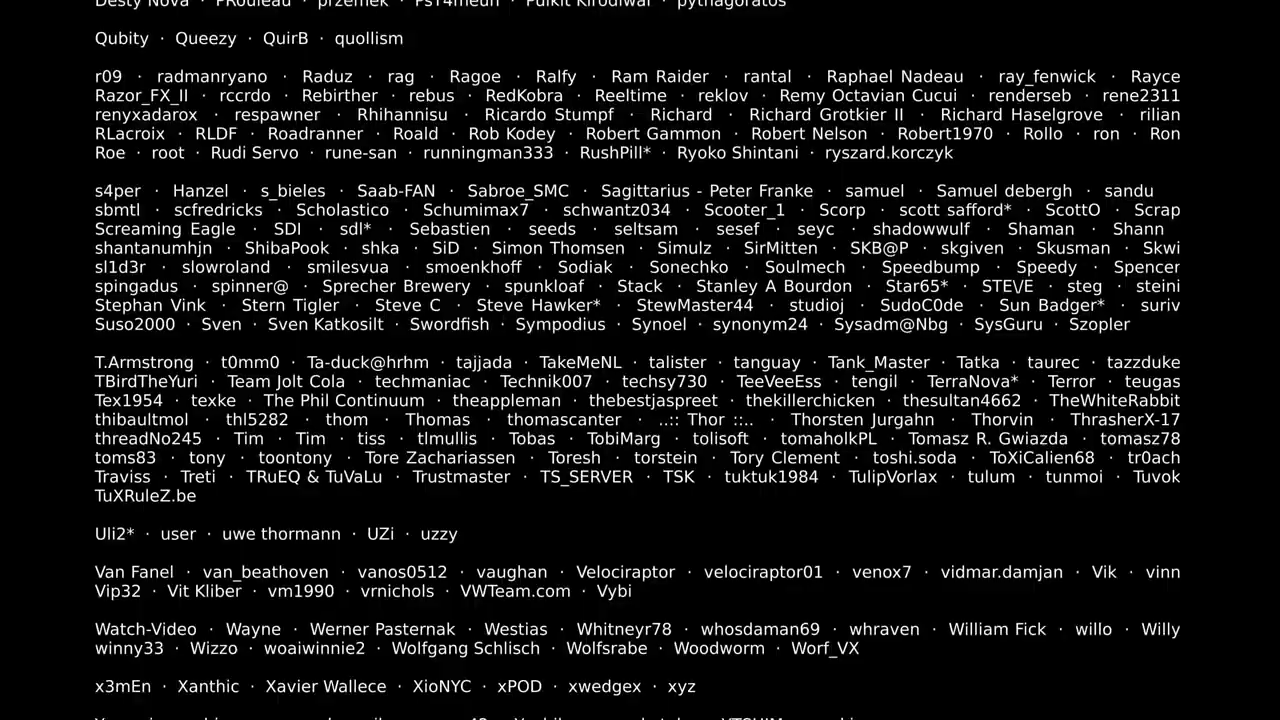 Desty Nova · PRouleau · przemek · PsT4meun · Pulkit Kirodiwal · pythagoratos
Qubity · Queezy · QuirB · quollism
r09 · radmanryano · Raduz · rag · Ragoe · Ralfy · Ram Raider · rantal · Raphael Nadeau · ray_fenwick · Rayce
Razor_FX_II · rccrdo · Rebirther · rebus · RedKobra · Reeltime · reklov · Remy Octavian Cucui · renderseb · rene2311
renyxadarox · respawner · Rhihannisu · Ricardo Stumpf · Richard · Richard Grotkier II · Richard Haselgrove · rilian
RLacroix · RLDF · Roadranner · Roald · Rob Kodey · Robert Gammon · Robert Nelson · Robert1970 · Rollo · ron · Ron
Roe · root · Rudi Servo · rune-san · runningman333 · RushPill* · Ryoko Shintani · ryszard.korczyk
s4per · Hanzel · s_bieles · Saab-FAN · Sabroe_SMC · Sagittarius - Peter Franke · samuel · Samuel debergh · sandu
sbmtl · scfredricks · Scholastico · Schumimax7 · schwantz034 · Scooter_1 · Scorp · scott safford* · ScottO · Scrap
Screaming Eagle · SDI · sdl* · Sebastien · seeds · seltsam · sesef · seyc · shadowwulf · Shaman · Shann
shantanumhjn · ShibaPook · shka · SiD · Simon Thomsen · Simulz · SirMitten · SKB@P · skgiven · Skusman · Skwi
sl1d3r · slowroland · smilesvua · smoenkhoff · Sodiak · Sonechko · Soulmech · Speedbump · Speedy · Spencer
spingadus · spinner@ · Sprecher Brewery · spunkloaf · Stack · Stanley A Bourdon · Star65* · STE\/E · steg · steini
Stephan Vink · Stern Tigler · Steve C · Steve Hawker* · StewMaster44 · studioj · SudoC0de · Sun Badger* · suriv
Suso2000 · Sven · Sven Katkosilt · Swordfish · Sympodius · Synoel · synonym24 · Sysadm@Nbg · SysGuru · Szopler
T.Armstrong · t0mm0 · Ta-duck@hrhm · tajjada · TakeMeNL · talister · tanguay · Tank_Master · Tatka · taurec · tazzduke
TBirdTheYuri · Team Jolt Cola · techmaniac · Technik007 · techsy730 · TeeVeeEss · tengil · TerraNova* · Terror · teugas
Tex1954 · texke · The Phil Continuum · theappleman · thebestjaspreet · thekillerchicken · thesultan4662 · TheWhiteRabbit
thibaultmol · thl5282 · thom · Thomas · thomascanter · ..:: Thor ::.. · Thorsten Jurgahn · Thorvin · ThrasherX-17
threadNo245 · Tim · Tim · tiss · tlmullis · Tobas · TobiMarg · tolisoft · tomaholkPL · Tomasz R. Gwiazda · tomasz78
toms83 · tony · toontony · Tore Zachariassen · Toresh · torstein · Tory Clement · toshi.soda · ToXiCalien68 · tr0ach
Traviss · Treti · TRuEQ & TuVaLu · Trustmaster · TS_SERVER · TSK · tuktuk1984 · TulipVorlax · tulum · tunmoi · Tuvok
TuXRuleZ.be
Uli2* · user · uwe thormann · UZi · uzzy
Van Fanel · van_beathoven · vanos0512 · vaughan · Velociraptor · velociraptor01 · venox7 · vidmar.damjan · Vik · vinn
Vip32 · Vit Kliber · vm1990 · vrnichols · VWTeam.com · Vybi
Watch-Video · Wayne · Werner Pasternak · Westias · Whitneyr78 · whosdaman69 · whraven · William Fick · willo · Willy
winny33 · Wizzo · woaiwinnie2 · Wolfgang Schlisch · Wolfsrabe · Woodworm · Worf_VX
x3mEn · Xanthic · Xavier Wallece · XioNYC · xPOD · xwedgex · xyz